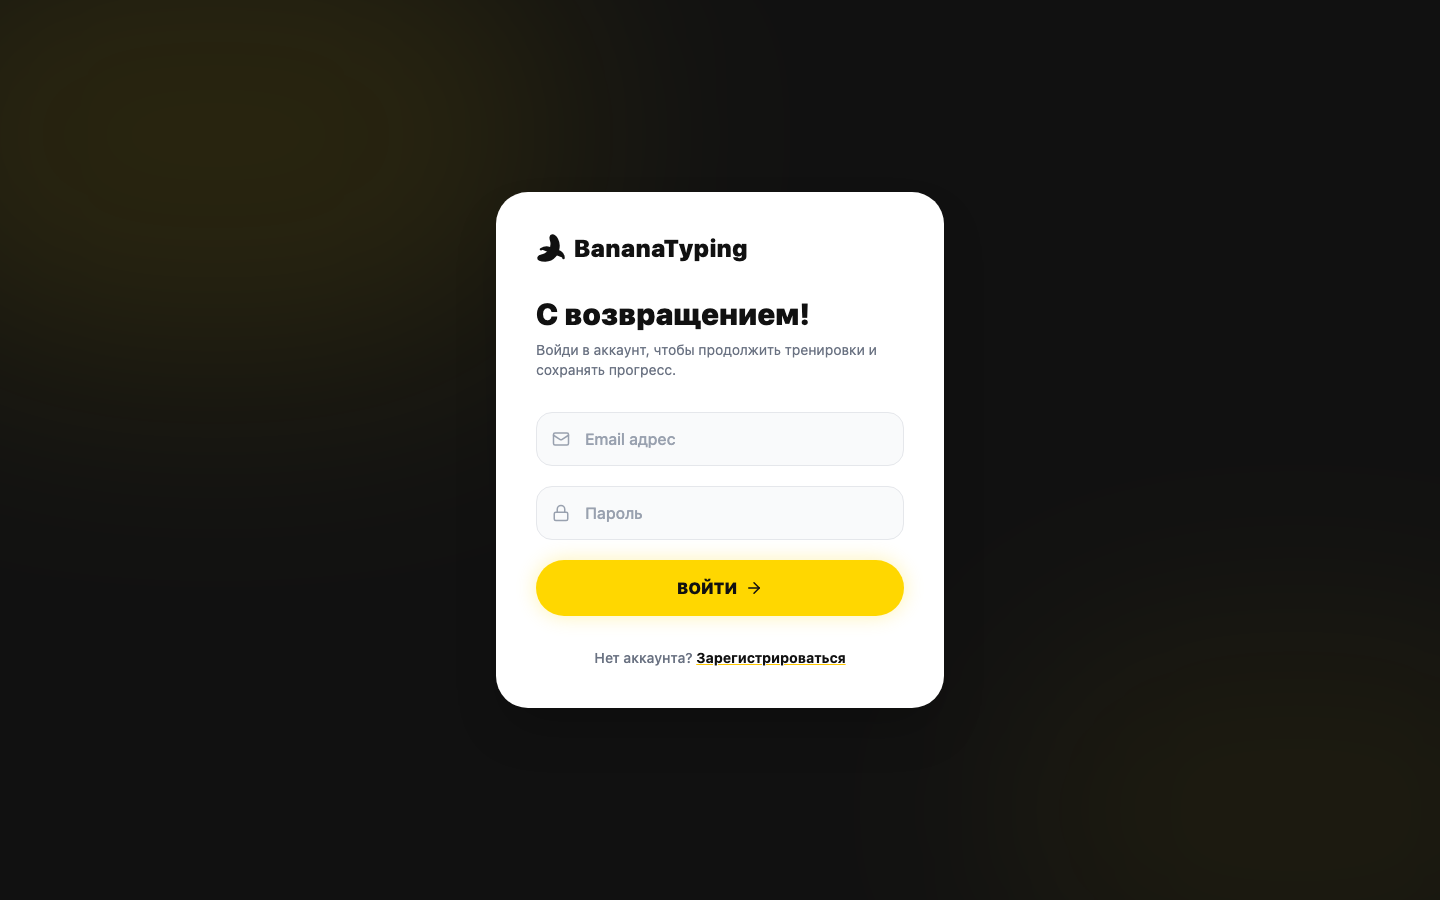 BananaTyping
С возвращением!
Войди в аккаунт, чтобы продолжить тренировки и
сохранять прогресс.
Email адрес
Пароль
ВОЙТИ →
Нет аккаунта? Зарегистрироваться